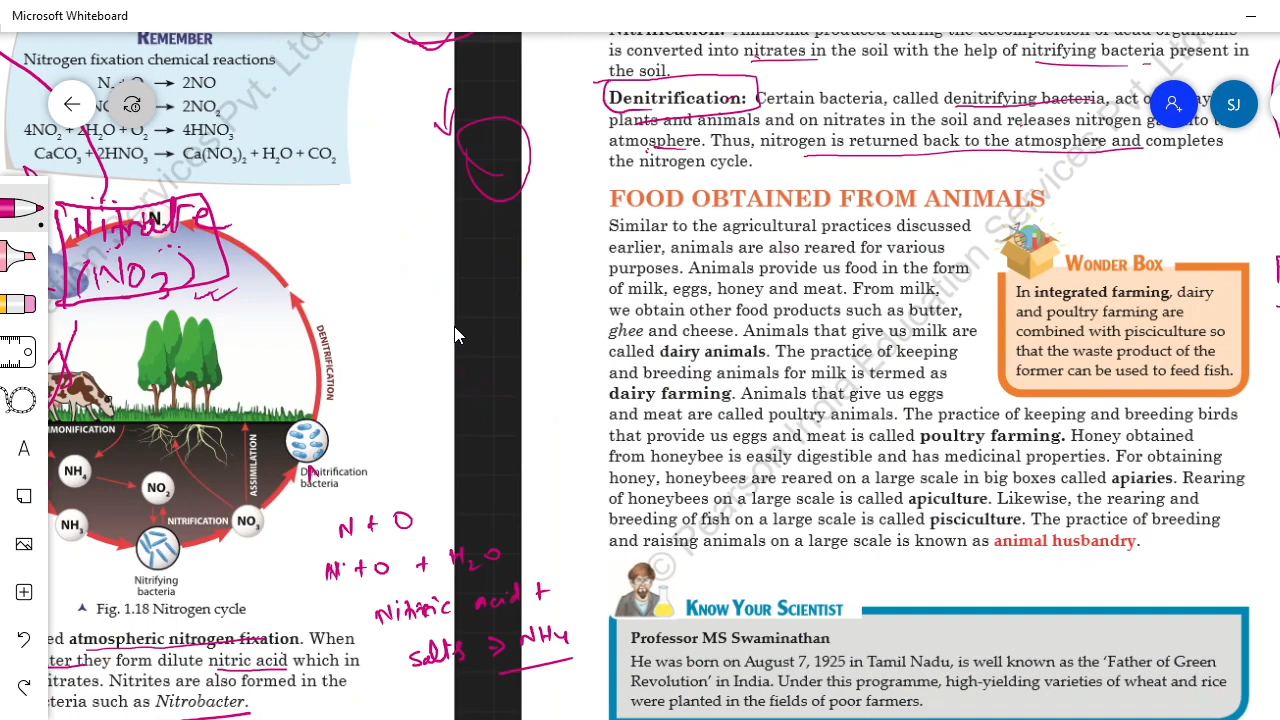 Microsoft Whiteboard
REMEMBER
Nitrogen fixation chemical reactions
N₂ + O₂ → 2NO
→ 2NO₂
4NO₂ + 2H₂O + O₂ → 4HNO₃
CaCO₃ + 2HNO₃ → Ca(NO₃)₂ + H₂O + CO₂
Nitrate
(NO3)
N₂
DENITRIFICATION
MONIFICATION
NH₄
NO₂
NH₃
NITRIFICATION
NO₃
ASSIMILATION
Denitrification
bacteria
Nitrifying
bacteria
N + O
N + O + H₂O
Nitric acid +
salts > NH4
Fig. 1.18 Nitrogen cycle
ed atmospheric nitrogen fixation. When
ter they form dilute nitric acid which in
itrates. Nitrites are also formed in the
cteria such as Nitrobacter.
Nitrification: Ammonia produced during the decomposition of dead organisms
is converted into nitrates in the soil with the help of nitrifying bacteria present in
the soil.
Denitrification: Certain bacteria, called denitrifying bacteria, act
plants and animals and on nitrates in the soil and releases nitrogen
atmosphere. Thus, nitrogen is returned back to the atmosphere and completes
the nitrogen cycle.
SJ
FOOD OBTAINED FROM ANIMALS
Similar to the agricultural practices discussed
earlier, animals are also reared for various
purposes. Animals provide us food in the form
of milk, eggs, honey and meat. From milk,
we obtain other food products such as butter,
ghee and cheese. Animals that give us milk are
called dairy animals. The practice of keeping
and breeding animals for milk is termed as
dairy farming. Animals that give us eggs
and meat are called poultry animals. The practice of keeping and breeding birds
that provide us eggs and meat is called poultry farming. Honey obtained
from honeybee is easily digestible and has medicinal properties. For obtaining
honey, honeybees are reared on a large scale in big boxes called apiaries. Rearing
of honeybees on a large scale is called apiculture. Likewise, the rearing and
breeding of fish on a large scale is called pisciculture. The practice of breeding
and raising animals on a large scale is known as animal husbandry.
WONDER BOX
In integrated farming, dairy
and poultry farming are
combined with pisciculture so
that the waste product of the
former can be used to feed fish.
KNOW YOUR SCIENTIST
Professor MS Swaminathan
He was born on August 7, 1925 in Tamil Nadu, is well known as the ‘Father of Green
Revolution’ in India. Under this programme, high-yielding varieties of wheat and rice
were planted in the fields of poor farmers.
© Pearson India Education Services Pvt. Ltd